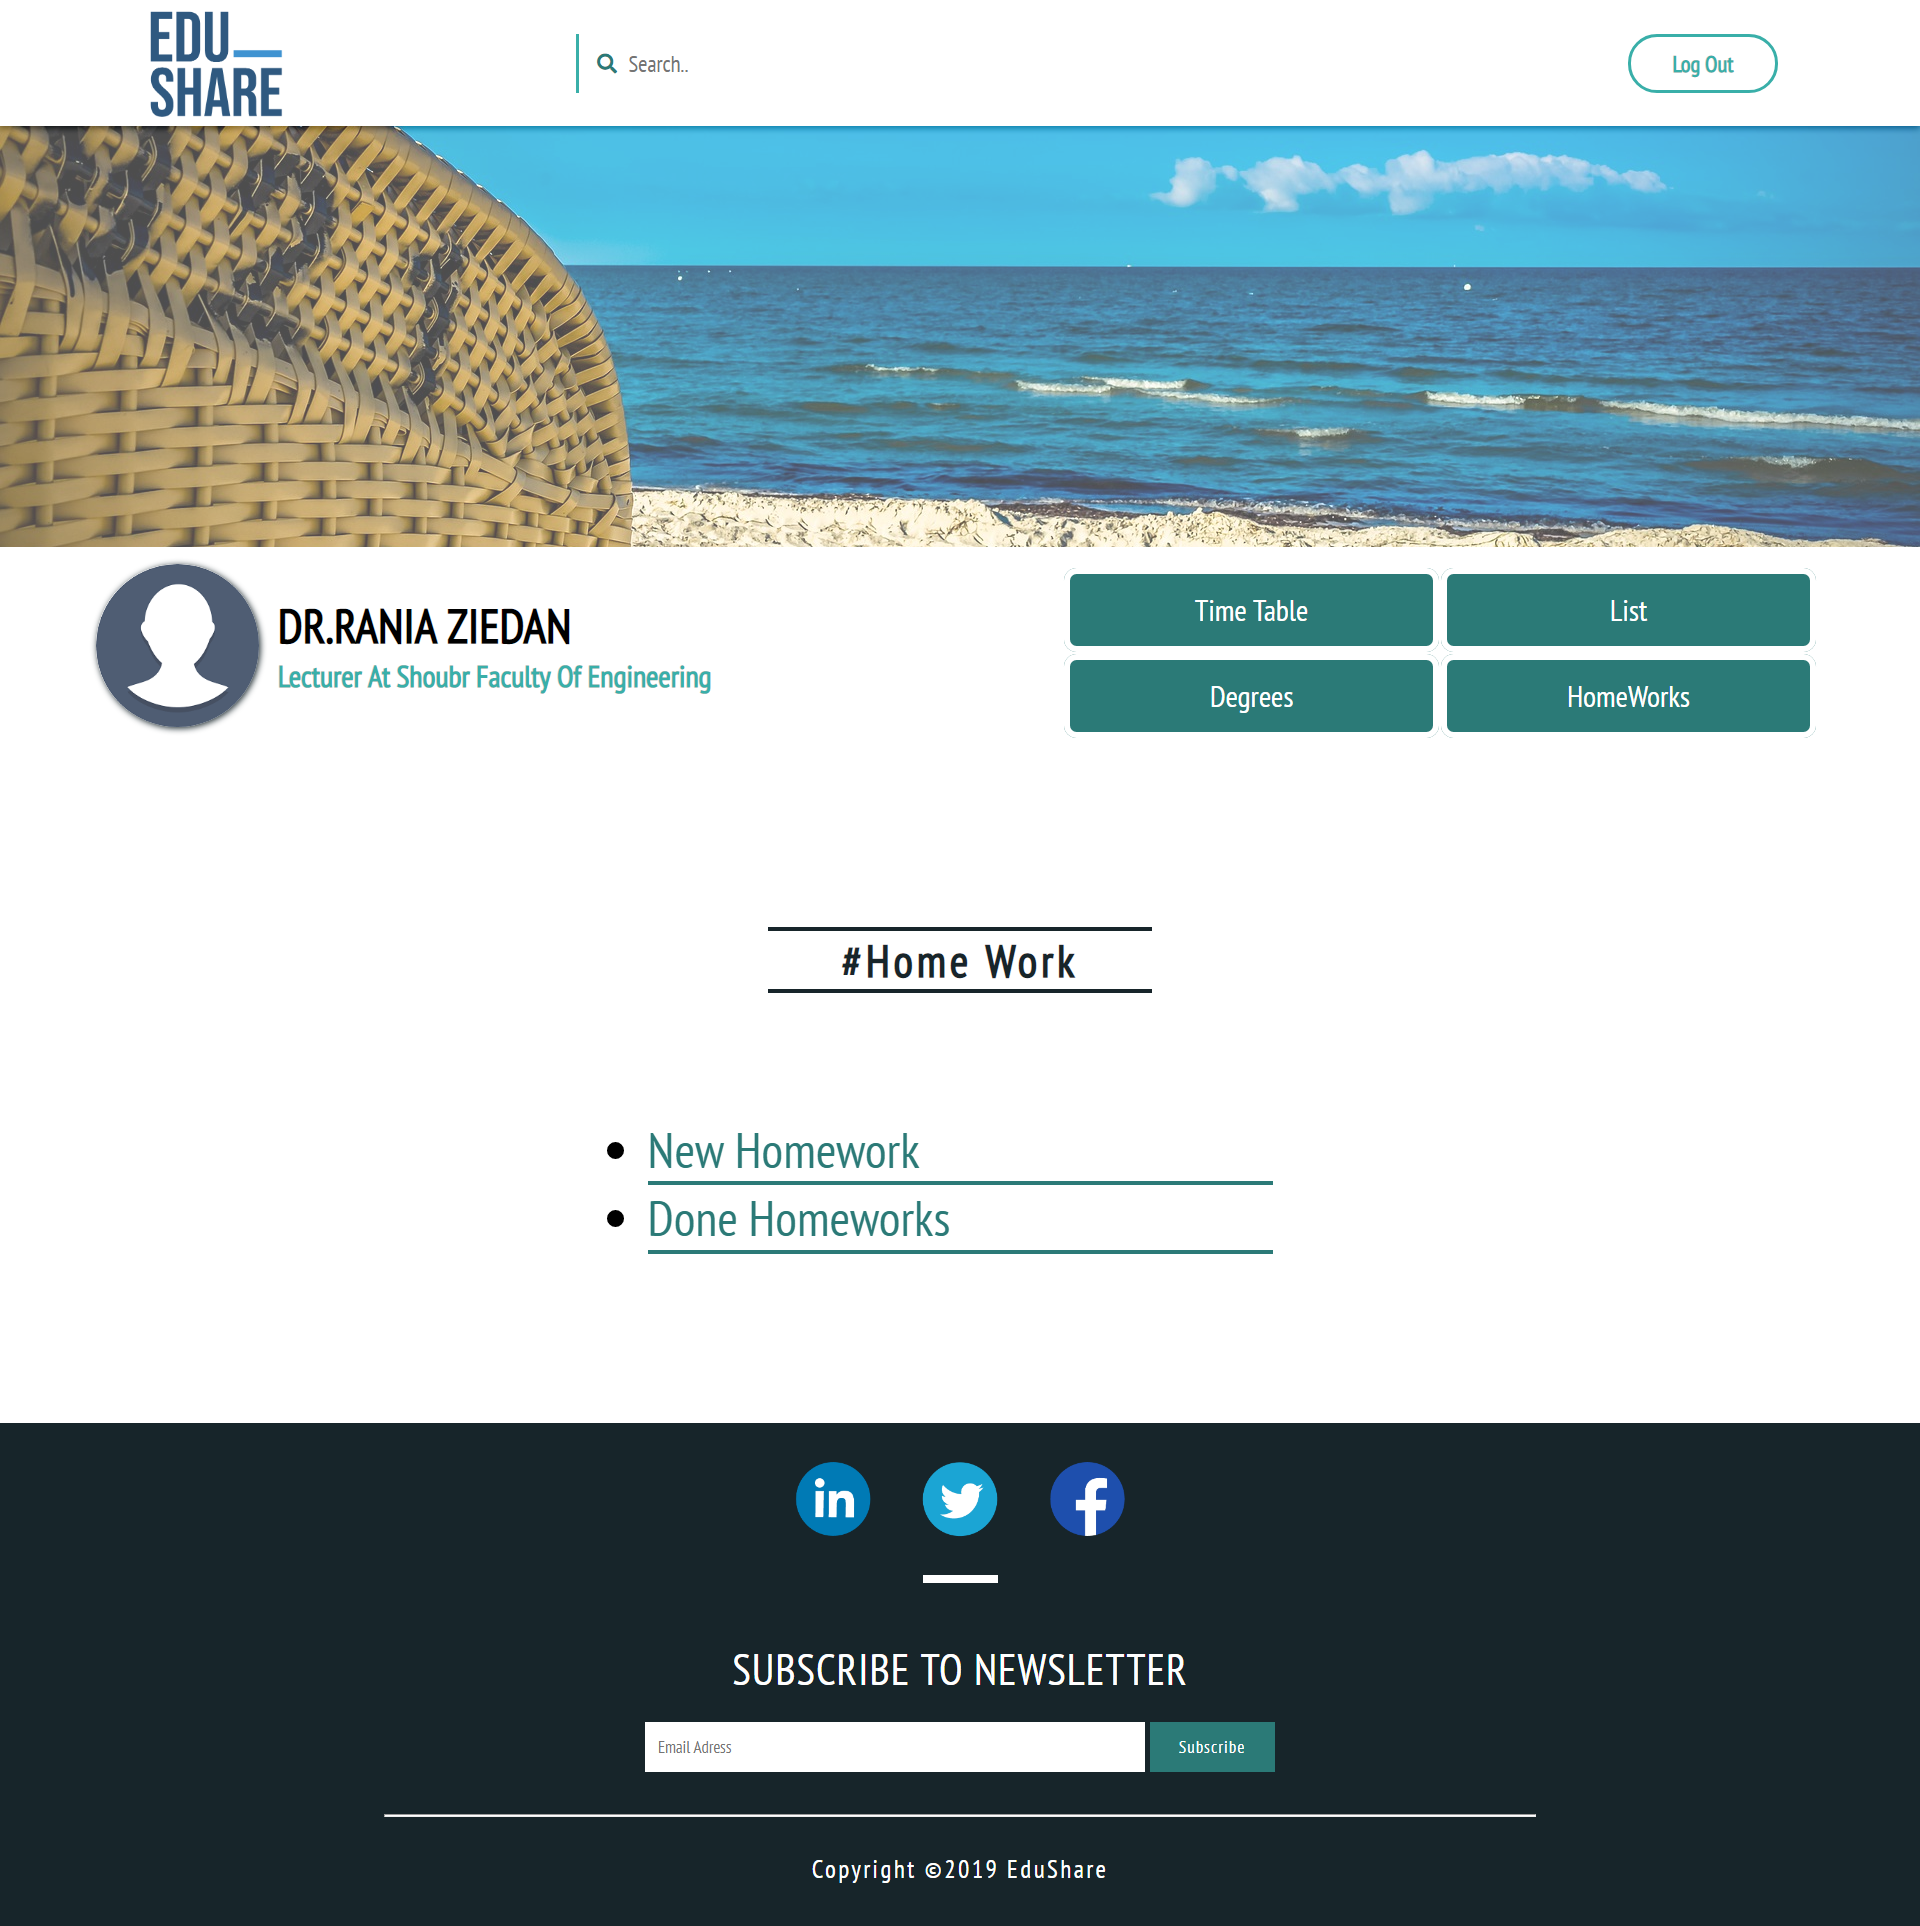 EDU
SHARE
Search..
Log Out
DR.RANIA ZIEDAN
Lecturer At Shoubr Faculty Of Engineering
Time Table
List
Degrees
HomeWorks
#Home Work
New Homework
Done Homeworks
SUBSCRIBE TO NEWSLETTER
Email Adress
Subscribe
Copyright ©2019 EduShare